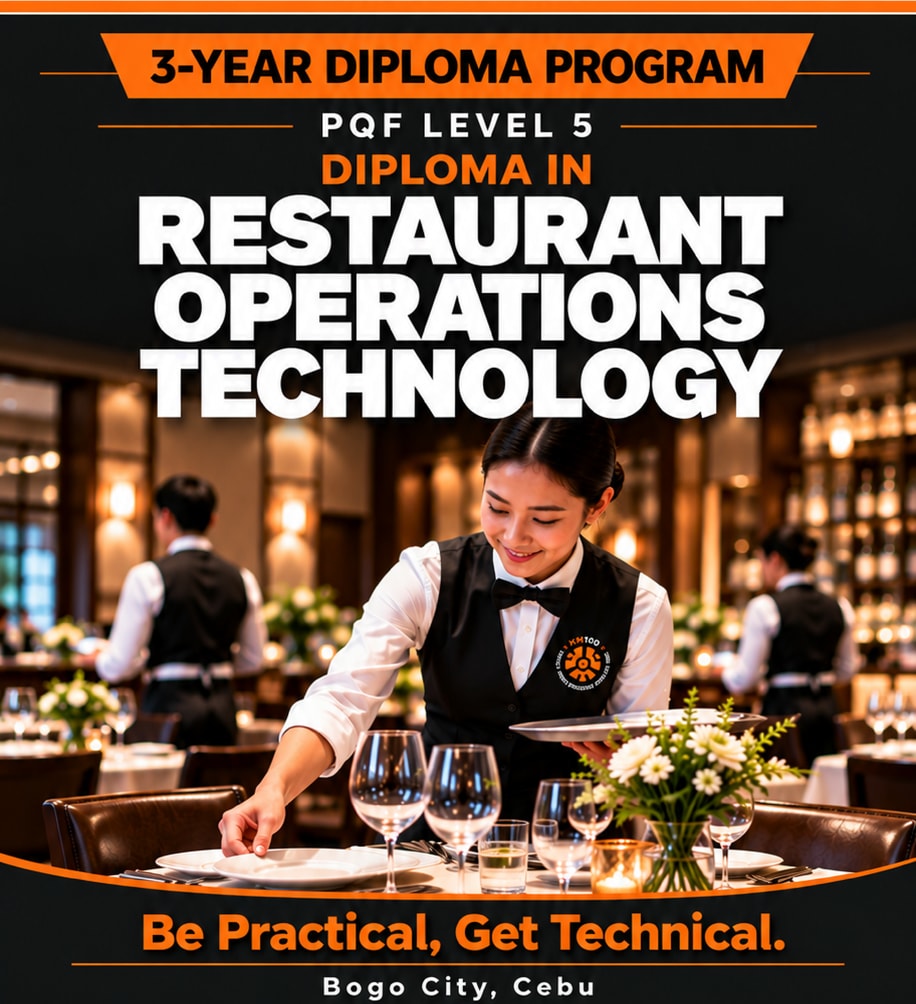 3-YEAR DIPLOMA PROGRAM
PQF LEVEL 5
DIPLOMA IN
RESTAURANT
OPERATIONS
TECHNOLOGY
Be Practical, Get Technical.
Bogo City, Cebu